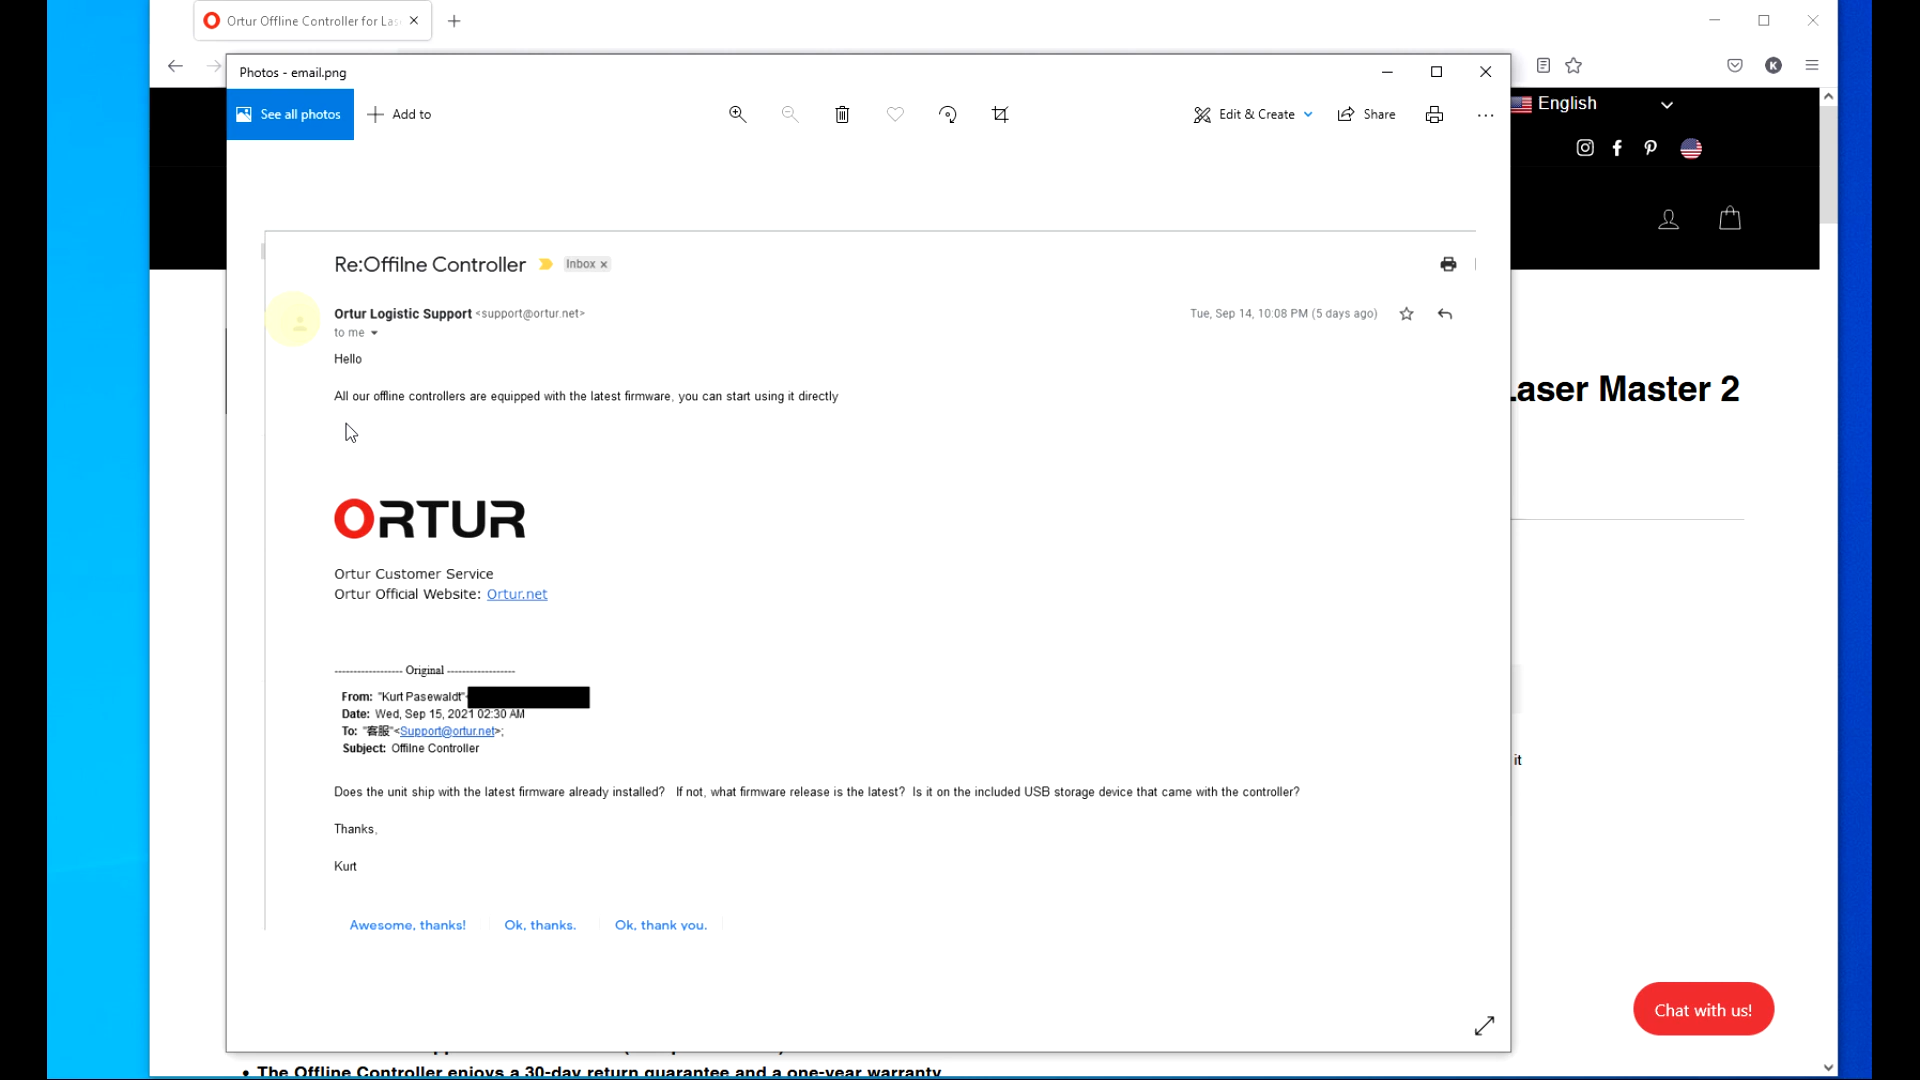 Ortur Offline Controller for Las
Photos - email.png
See all photos
Add to
Edit & Create
Share
English
Re:Offilne Controller
Inbox x
Ortur Logistic Support <support@ortur.net>
Tue, Sep 14, 10:08 PM (5 days ago)
to me
Hello
Laser Master 2
All our offline controllers are equipped with the latest firmware, you can start using it directly
ORTUR
Ortur Customer Service
Ortur Official Website: Ortur.net
------------------ Original ------------------
From: "Kurt Pasewaldt"
Date: Wed, Sep 15, 2021 02:30 AM
To: "客服"<Support@ortur.net>;
Subject: Offilne Controller
it
Does the unit ship with the latest firmware already installed? If not, what firmware release is the latest? Is it on the included USB storage device that came with the controller?
Thanks,
Kurt
Awesome, thanks!
Ok, thanks.
Ok, thank you.
Chat with us!
• The Offline Controller enjoys a 30-day return guarantee and a one-year warranty
K